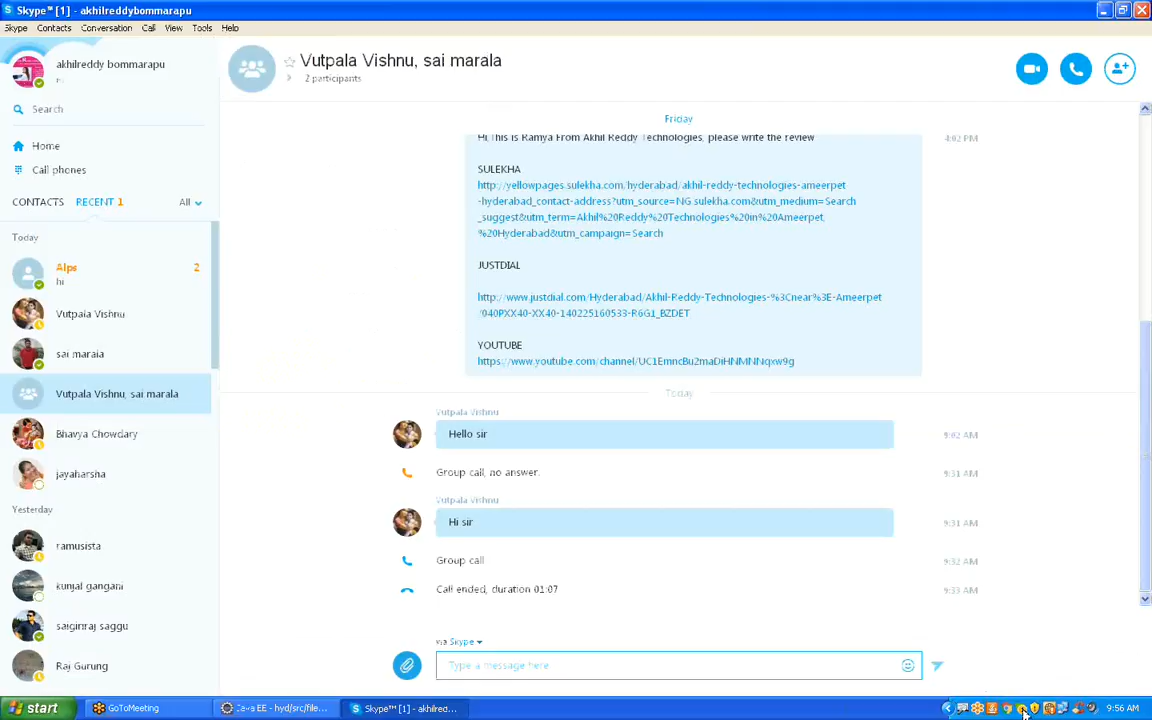 Skype™ [1] - akhilreddybommarapu
Skype Contacts Conversation Call View Tools Help
akhilreddy bommarapu
Search
Home
Call phones
CONTACTS RECENT 1 All
Today
Alps 2
hi
Vutpala Vishnu
sai marala
Vutpala Vishnu, sai marala
Bhavya Chowdary
jayaharsha
Yesterday
ramusista
kunjal gangani
saigiriraj saggu
Raj Gurung
Vutpala Vishnu, sai marala
2 participants
Friday
Hi,This is Ramya From Akhil Reddy Technologies, please write the review 4:02 PM
SULEKHA
http://yellowpages.sulekha.com/hyderabad/akhil-reddy-technologies-ameerpet
-hyderabad_contact-address?utm_source=NG.sulekha.com&utm_medium=Search
_suggest&utm_term=Akhil%20Reddy%20Technologies%20in%20Ameerpet,
%20Hyderabad&utm_campaign=Search
JUSTDIAL
http://www.justdial.com/Hyderabad/Akhil-Reddy-Technologies-%3Cnear%3E-Ameerpet
/040PXX40-XX40-140225160533-R6G1_BZDET
YOUTUBE
https://www.youtube.com/channel/UC1EmncBu2maDiHNMNNqxw9g
Today
Vutpala Vishnu
Hello sir 9:02 AM
Group call, no answer. 9:31 AM
Vutpala Vishnu
Hi sir 9:31 AM
Group call 9:32 AM
Call ended, duration 01:07 9:33 AM
via Skype
Type a message here
start GoToMeeting Java EE - hyd/src/file... Skype™ [1] - akhilred... 9:56 AM